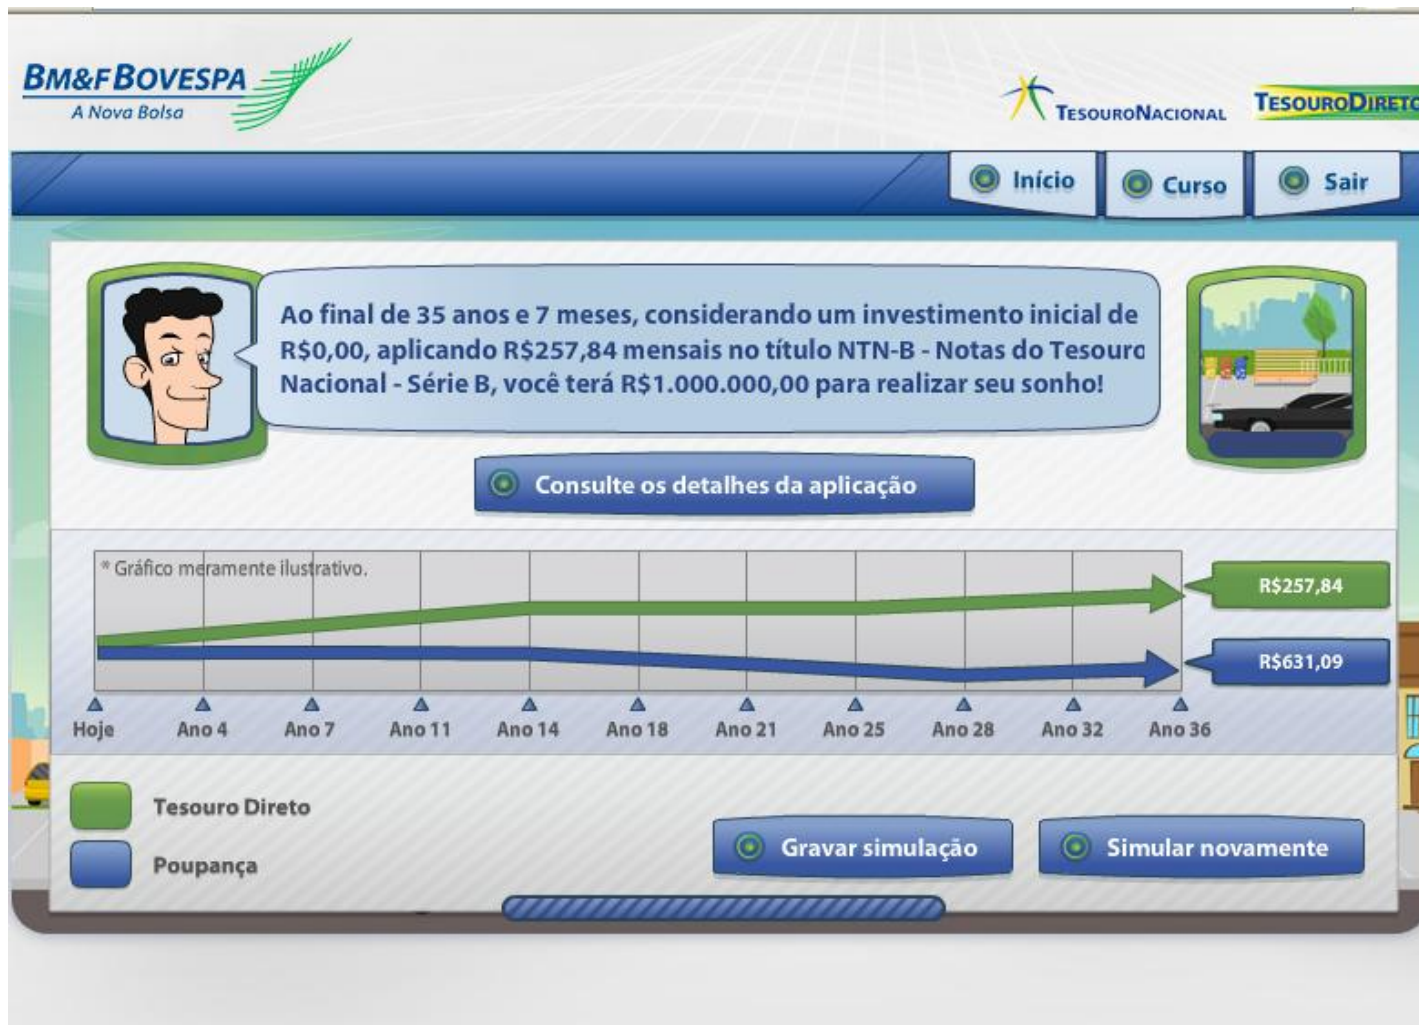 BM&FBOVESPA
A Nova Bolsa
TESOURONACIONAL
TESOURODIRETO
Início
Curso
Sair
Ao final de 35 anos e 7 meses, considerando um investimento inicial de
R$0,00, aplicando R$257,84 mensais no título NTN-B - Notas do Tesouro
Nacional - Série B, você terá R$1.000.000,00 para realizar seu sonho!
Consulte os detalhes da aplicação
* Gráfico meramente ilustrativo.
R$257,84
R$631,09
Hoje Ano 4 Ano 7 Ano 11 Ano 14 Ano 18 Ano 21 Ano 25 Ano 28 Ano 32 Ano 36
Tesouro Direto
Poupança
Gravar simulação
Simular novamente